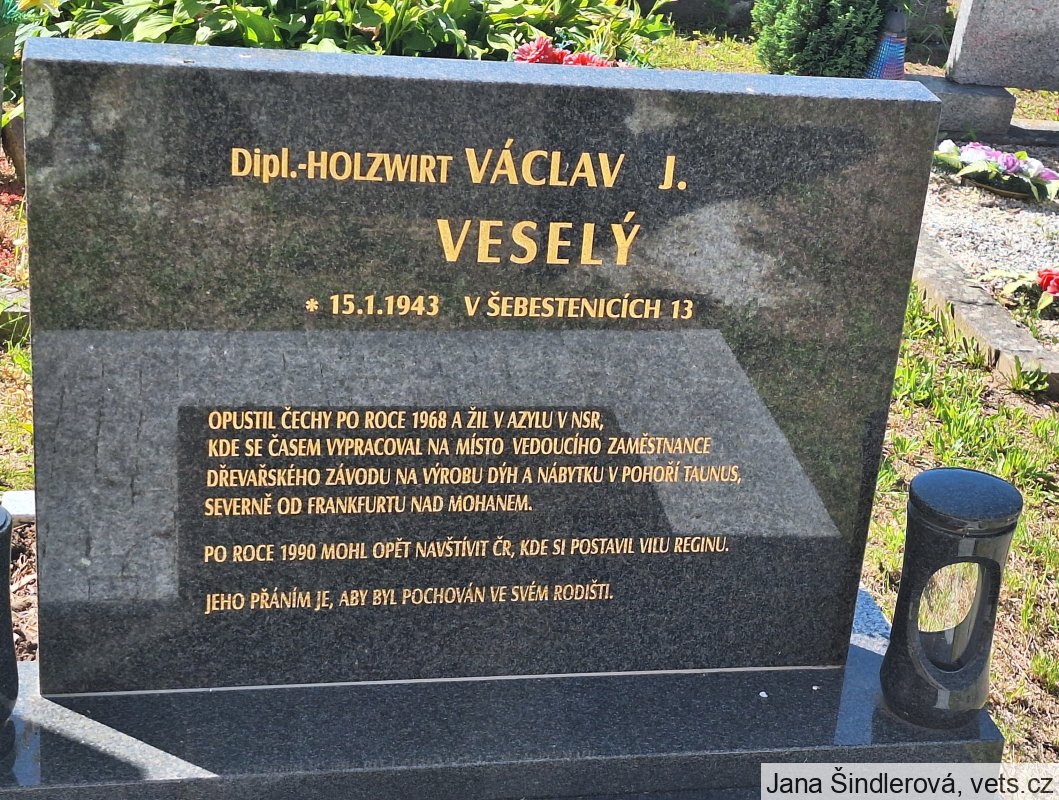 Dipl.-HOLZWIRT VÁCLAV J.
VESELÝ
* 15.1.1943 V ŠEBESTENICÍCH 13
OPUSTIL ČECHY PO ROCE 1968 A ŽIL V AZYLU V NSR,
KDE SE ČASEM VYPRACOVAL NA MÍSTO VEDOUCÍHO ZAMĚSTNANCE
DŘEVAŘSKÉHO ZÁVODU NA VÝROBU DÝH A NÁBYTKU V POHOŘÍ TAUNUS,
SEVERNĚ OD FRANKFURTU NAD MOHANEM.
PO ROCE 1990 MOHL OPĚT NAVŠTÍVIT ČR, KDE SI POSTAVIL VILU REGINU.
JEHO PŘÁNÍM JE, ABY BYL POCHOVÁN VE SVÉM RODIŠTI.
Jana Šindlerová, vets.cz